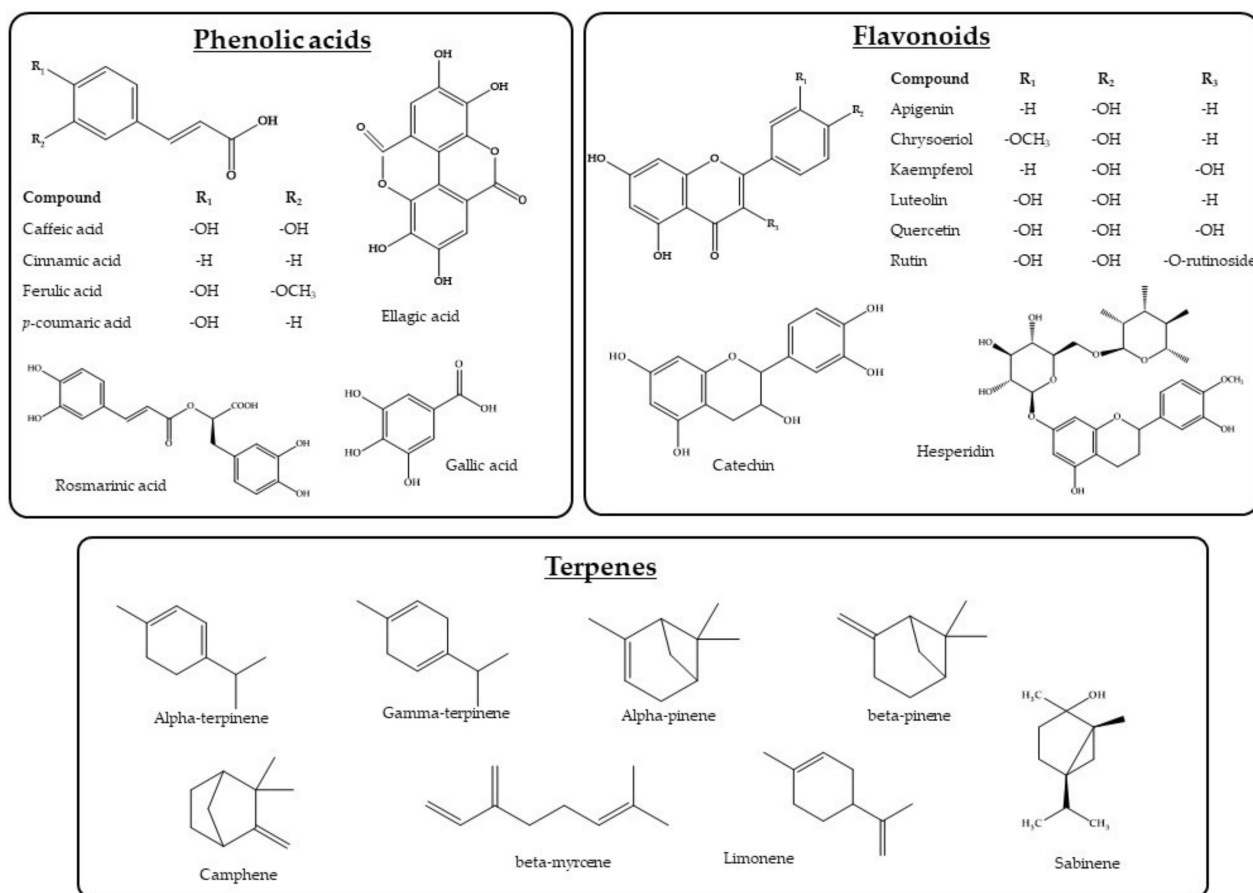 Phenolic acids
R₁
R₂
OH
O
Compound R₁ R₂
Caffeic acid -OH -OH
Cinnamic acid -H -H
Ferulic acid -OH -OCH₃
p-coumaric acid -OH -H
OH
OH
O
O
O
O
HO
OH
Ellagic acid
HO
HO
O
O
COOH
OH
OH
Rosmarinic acid
O
HO
OH
HO
OH
Gallic acid
Flavonoids
R₁
R₂
HO
O
R₃
OH
O
Compound R₁ R₂ R₃
Apigenin -H -OH -H
Chrysoeriol -OCH₃ -OH -H
Kaempferol -H -OH -OH
Luteolin -OH -OH -H
Quercetin -OH -OH -OH
Rutin -OH -OH -O-rutinoside
OH
HO
O
OH
OH
OH
Catechin
OH
HO
HO
O
O
O
O
OCH₃
O
OH
OH
Hesperidin
Terpenes
Alpha-terpinene
Gamma-terpinene
Alpha-pinene
beta-pinene
Camphene
beta-myrcene
Limonene
H₃C
OH
H₃C
CH₃
Sabinene